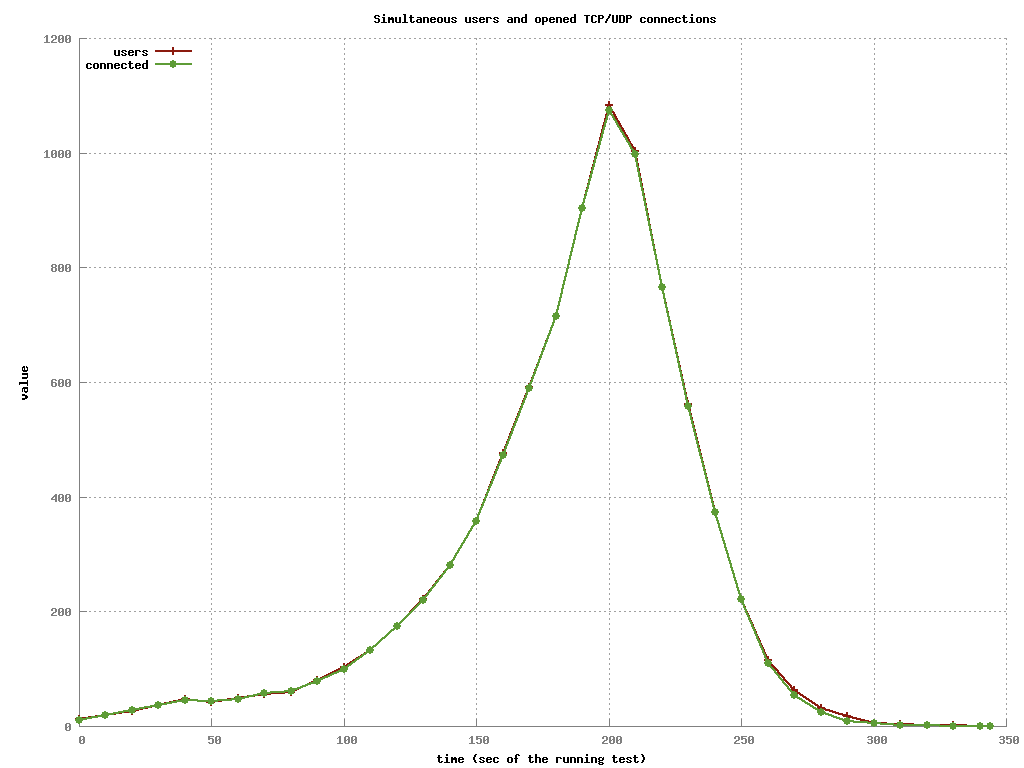 Simultaneous users and opened TCP/UDP connections
1200
users
connected
1000
800
600
value
400
200
0
0 50 100 150 200 250 300 350
time (sec of the running test)